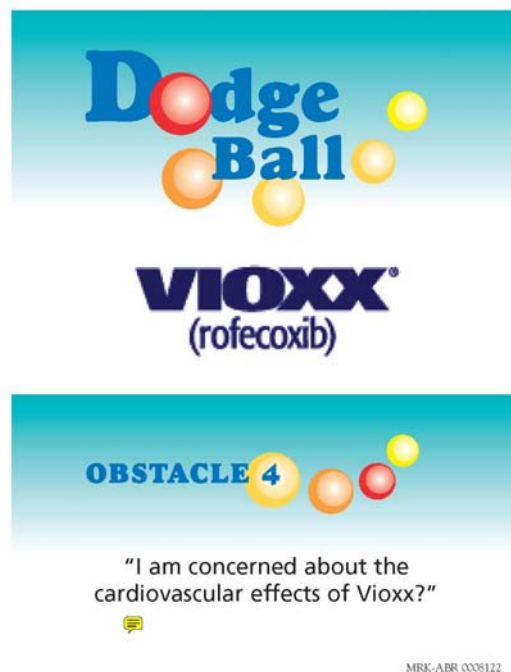 Dodge
Ball
VIOXX®
(rofecoxib)
OBSTACLE 4
"I am concerned about the
cardiovascular effects of Vioxx?"
MRK-ABR 0008122